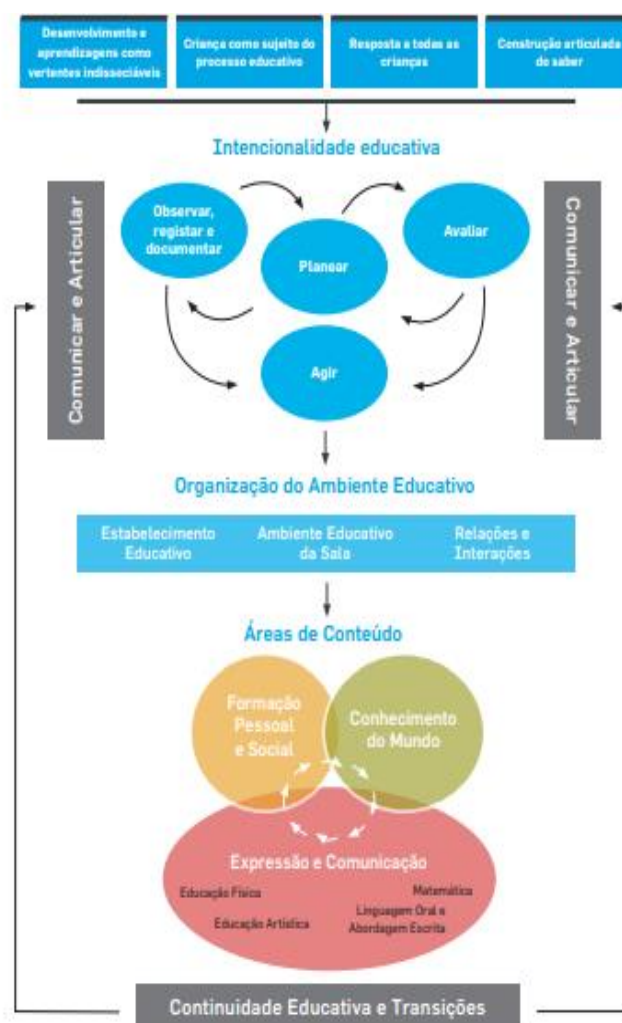 Desenvolvimento e
aprendizagens como
vertentes indissociáveis
Criança como sujeito do
processo educativo
Resposta a todas as
crianças
Construção articulada
do saber
Intencionalidade educativa
Comunicar e Articular
Observar,
registar e
documentar
Planear
Avaliar
Agir
Comunicar e Articular
Organização do Ambiente Educativo
Estabelecimento
Educativo
Ambiente Educativo
da Sala
Relações e
Interações
Áreas de Conteúdo
Formação
Pessoal
e Social
Conhecimento
do Mundo
Expressão e Comunicação
Educação Física
Educação Artística
Matemática
Linguagem Oral e
Abordagem Escrita
Continuidade Educativa e Transições